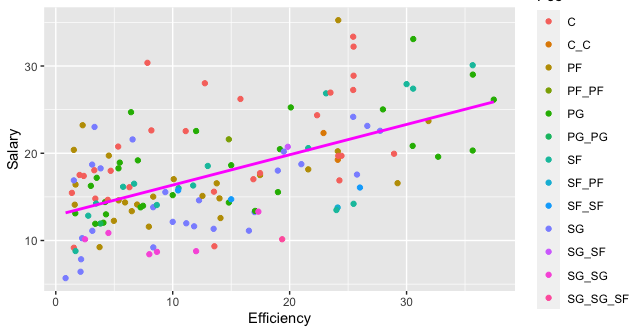 C
C_C
PF
PF_PF
PG
PG_PG
SF
SF_PF
SF_SF
SG
SG_SF
SG_SG
SG_SG_SF
30
20
10
0
10
20
30
Salary
Efficiency